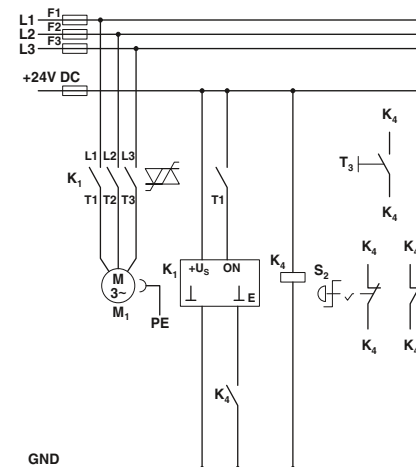 L1 F1
L2 F2
L3 F3
+24V DC
K4
T3
K4
L1 L2 L3
K1
T1 T2 T3
T1
K1 +Us ON
E
K4
S2
K4 K4
K4 K4
M
3~
M1
PE
K4
GND